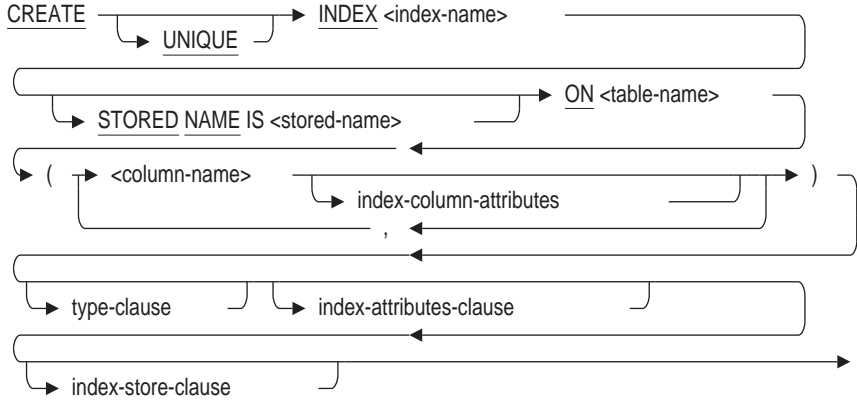 CREATE INDEX <index-name>
UNIQUE
ON <table-name>
STORED NAME IS <stored-name>
( <column-name> )
index-column-attributes
,
type-clause index-attributes-clause
index-store-clause